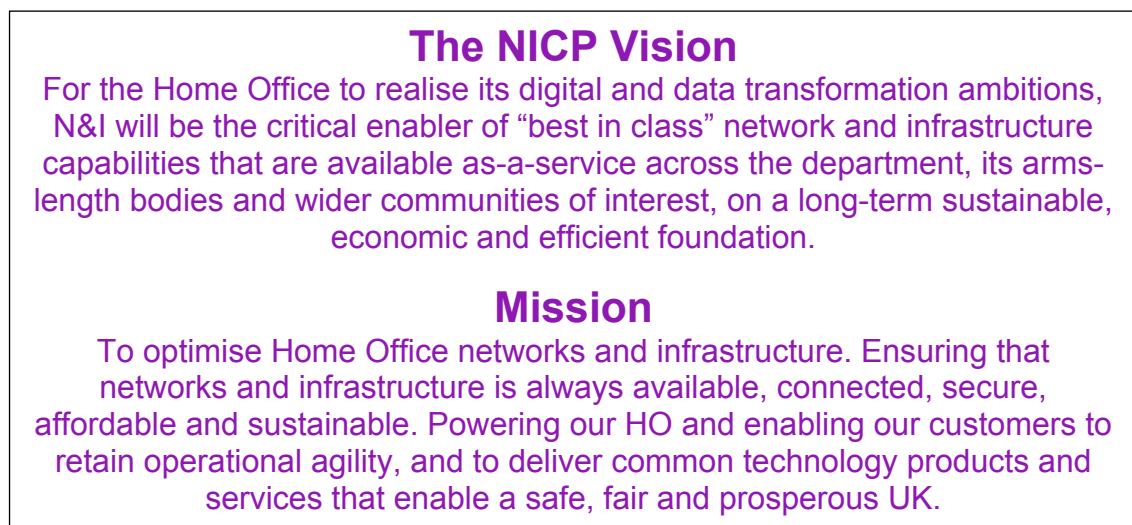 The NICP Vision
For the Home Office to realise its digital and data transformation ambitions,
N&I will be the critical enabler of “best in class” network and infrastructure
capabilities that are available as-a-service across the department, its arms-
length bodies and wider communities of interest, on a long-term sustainable,
economic and efficient foundation.
Mission
To optimise Home Office networks and infrastructure. Ensuring that
networks and infrastructure is always available, connected, secure,
affordable and sustainable. Powering our HO and enabling our customers to
retain operational agility, and to deliver common technology products and
services that enable a safe, fair and prosperous UK.